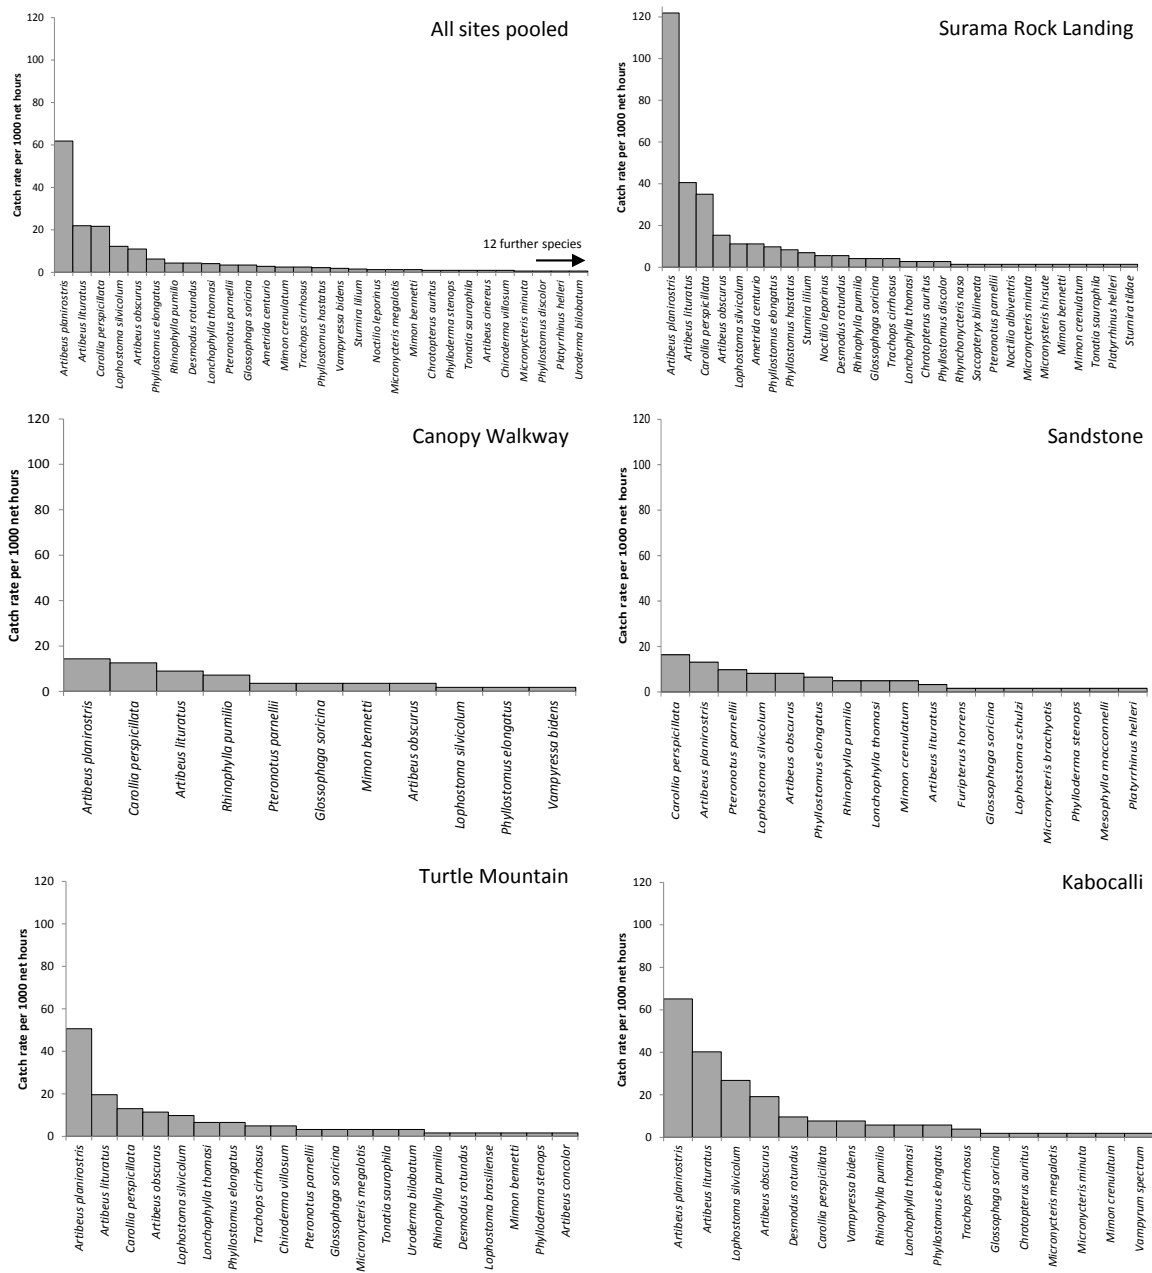 All sites pooled
Catch rate per 1000 net hours
120
100
80
60
40
20
0
12 further species
Artibeus planirostris
Artibeus lituratus
Carollia perspicillata
Lophostoma silvicolum
Artibeus obscurus
Phyllostomus elongatus
Rhinophylla pumilio
Desmodus rotundus
Lonchophylla thomasi
Pteronotus parnellii
Glossophaga soricina
Ametrida centurio
Mimon crenulatum
Trachops cirrhosus
Phyllostomus hastatus
Vampyressa bidens
Sturnira lilium
Noctilio leporinus
Micronycteris megalotis
Mimon bennetti
Chrotopterus auritus
Phylloderma stenops
Tonatia saurophila
Artibeus cinereus
Chiroderma villosum
Micronycteris minuta
Phyllostomus discolor
Platyrrhinus helleri
Uroderma bilobatum
Surama Rock Landing
Catch rate per 1000 net hours
120
100
80
60
40
20
0
Artibeus planirostris
Artibeus lituratus
Carollia perspicillata
Artibeus obscurus
Lophostoma silvicolum
Ametrida centurio
Phyllostomus elongatus
Phyllostomus hastatus
Sturnira lilium
Noctilio leporinus
Desmodus rotundus
Rhinophylla pumilio
Glossophaga soricina
Trachops cirrhosus
Lonchophylla thomasi
Chrotopterus auritus
Phyllostomus discolor
Rhynchonycteris naso
Saccopteryx bilineata
Pteronotus parnellii
Noctilio albiventris
Micronycteris minuta
Micronysteris hirsute
Mimon bennetti
Mimon crenulatum
Tonatia saurophila
Platyrrhinus helleri
Sturnira tildae
Canopy Walkway
Catch rate per 1000 net hours
120
100
80
60
40
20
0
Artibeus planirostris
Carollia perspicillata
Artibeus lituratus
Rhinophylla pumilio
Pteronotus parnellii
Glossophaga soricina
Mimon bennetti
Artibeus obscurus
Lophostoma silvicolum
Phyllostomus elongatus
Vampyressa bidens
Sandstone
Catch rate per 1000 net hours
120
100
80
60
40
20
0
Carollia perspicillata
Artibeus planirostris
Pteronotus parnellii
Lophostoma silvicolum
Artibeus obscurus
Phyllostomus elongatus
Rhinophylla pumilio
Lonchophylla thomasi
Mimon crenulatum
Artibeus lituratus
Furipterus horrens
Glossophaga soricina
Lophostoma schulzi
Micronycteris brachyotis
Phylloderma stenops
Mesophylla macconnelli
Platyrrhinus helleri
Turtle Mountain
Catch rate per 1000 net hours
120
100
80
60
40
20
0
Artibeus planirostris
Artibeus lituratus
Carollia perspicillata
Artibeus obscurus
Lophostoma silvicolum
Lonchophylla thomasi
Phyllostomus elongatus
Trachops cirrhosus
Chiroderma villosum
Pteronotus parnellii
Glossophaga soricina
Micronycteris megalotis
Tonatia saurophila
Uroderma bilobatum
Rhinophylla pumilio
Desmodus rotundus
Lophostoma brasiliense
Mimon bennetti
Phylloderma stenops
Artibeus concolor
Kabocalli
Catch rate per 1000 net hours
120
100
80
60
40
20
0
Artibeus planirostris
Artibeus lituratus
Lophostoma silvicolum
Artibeus obscurus
Desmodus rotundus
Carollia perspicillata
Vampyressa bidens
Rhinophylla pumilio
Lonchophylla thomasi
Phyllostomus elongatus
Trachops cirrhosus
Glossophaga soricina
Chrotopterus auritus
Micronycteris megalotis
Micronycteris minuta
Mimon crenulatum
Vampyrum spectrum